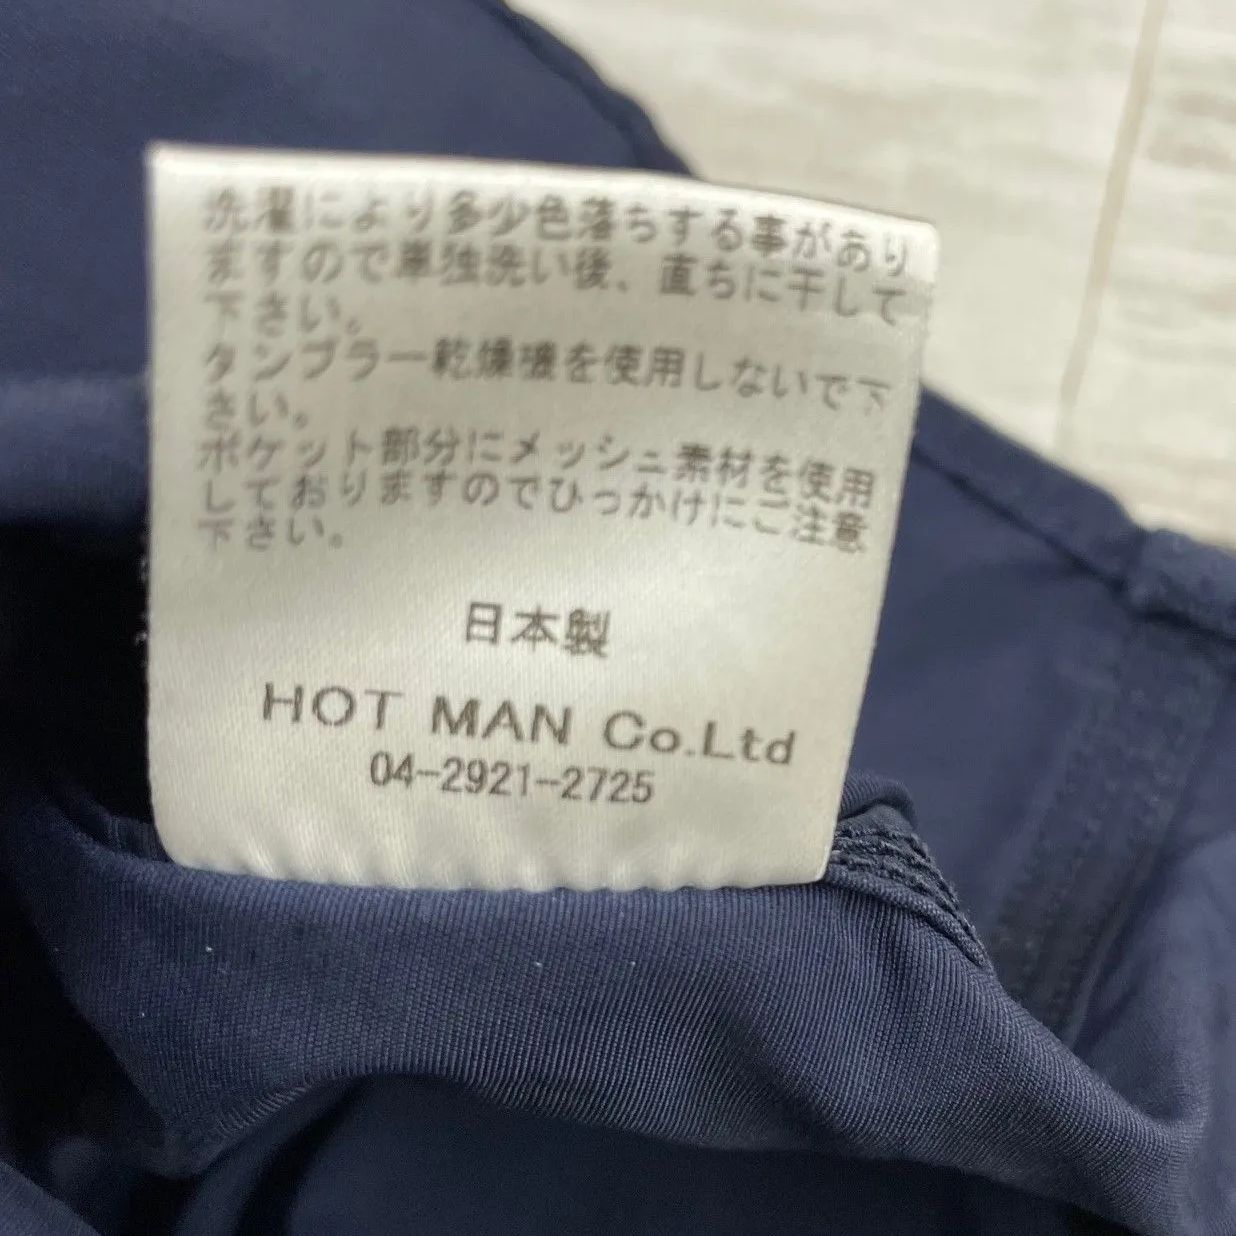 洗濯により多少色落ちする事があり
ますので単独洗い後、直ちに干して
下さい。
タンブラー乾燥機を使用しないで下
さい。
ポケット部分にメッシュ素材を使用
しておりますのでひっかけにご注意
下さい。
日本製
HOT MAN Co.Ltd
04-2921-2725